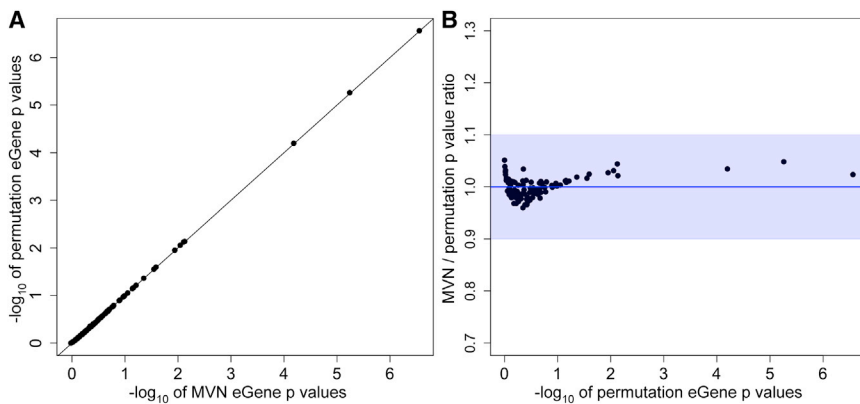 A
-log10 of permutation eGene p values
6
5
4
3
2
1
0
0 1 2 3 4 5 6
-log10 of MVN eGene p values
B
MVN / permutation p value ratio
1.3
1.2
1.1
1.0
0.9
0.8
0.7
0 1 2 3 4 5 6
-log10 of permutation eGene p values